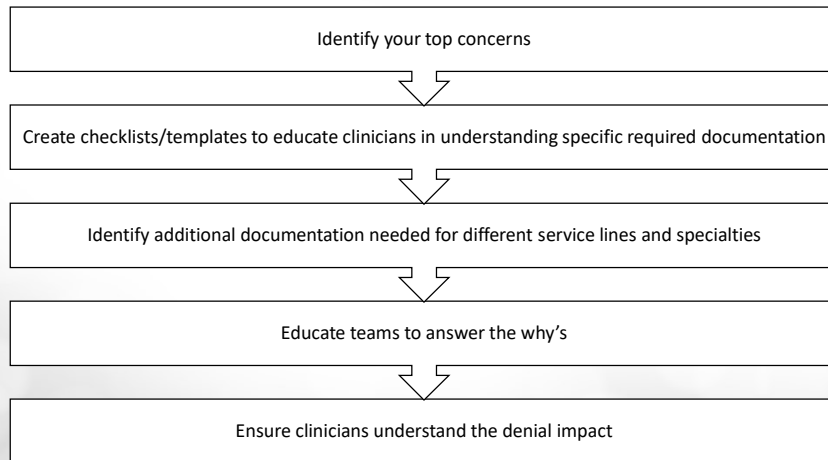 Identify your top concerns
Create checklists/templates to educate clinicians in understanding specific required documentation
Identify additional documentation needed for different service lines and specialties
Educate teams to answer the why’s
Ensure clinicians understand the denial impact